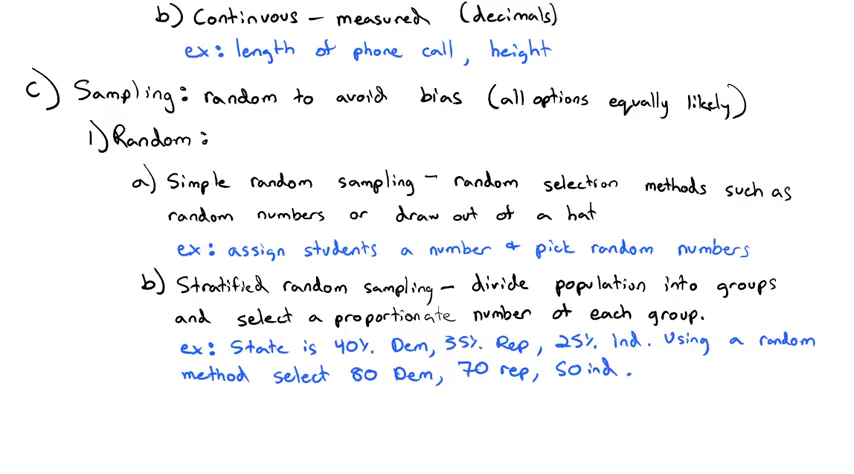 b) Continuous - measured (decimals)
ex: length of phone call, height
c) Sampling: random to avoid bias (all options equally likely)
i) Random:
a) Simple random sampling - random selection methods such as
random numbers or draw out of a hat
ex: assign students a number & pick random numbers
b) Stratified random sampling - divide population into groups
and select a proportionate number of each group.
ex: State is 40% Dem, 35% Rep, 25% Ind. Using a random
method select 80 Dem, 70 rep, 50 ind.